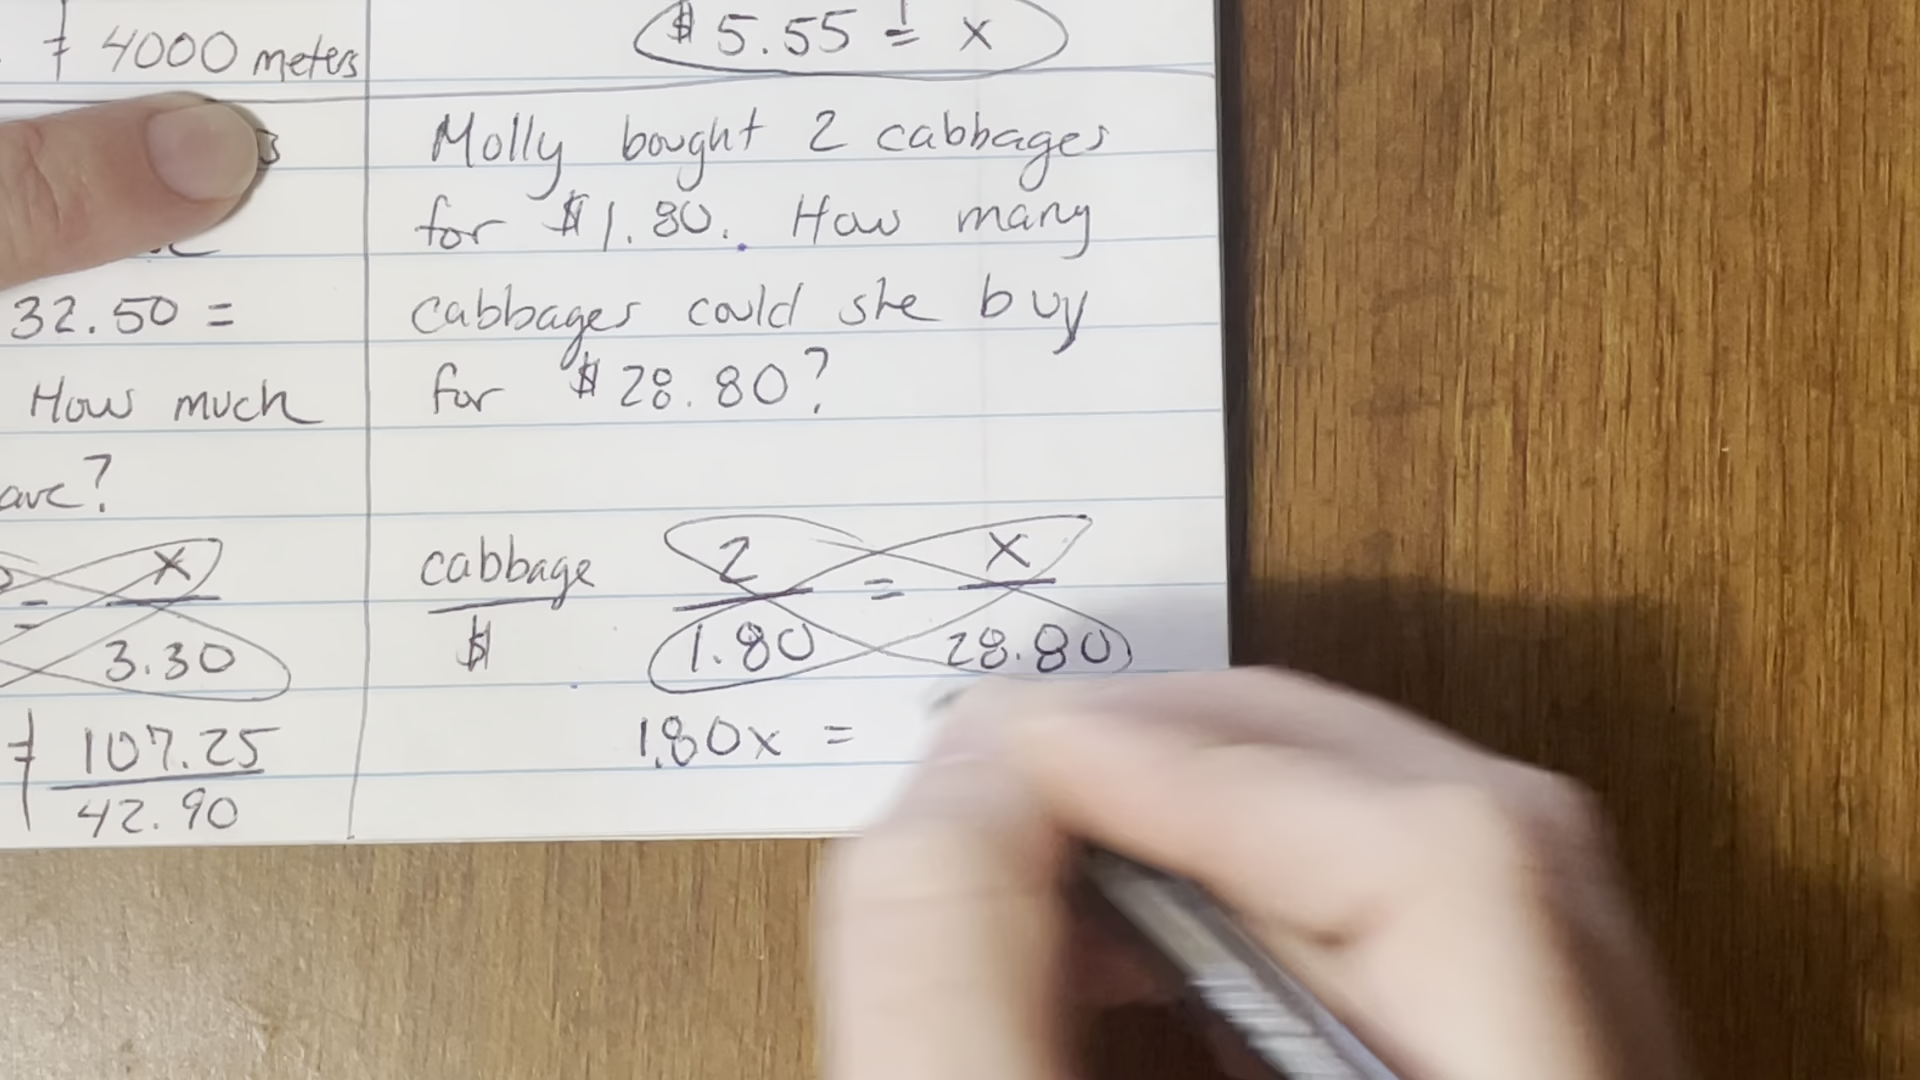 = 4000 meters
$5.55 = x
Molly bought 2 cabbages
for $1.80. How many
cabbages could she buy
for $28.80?
32.50 =
How much
ave?
x
=
3.30
= 107.25
42.90
cabbage 2 = x
$ 1.80 28.80
1.80x =